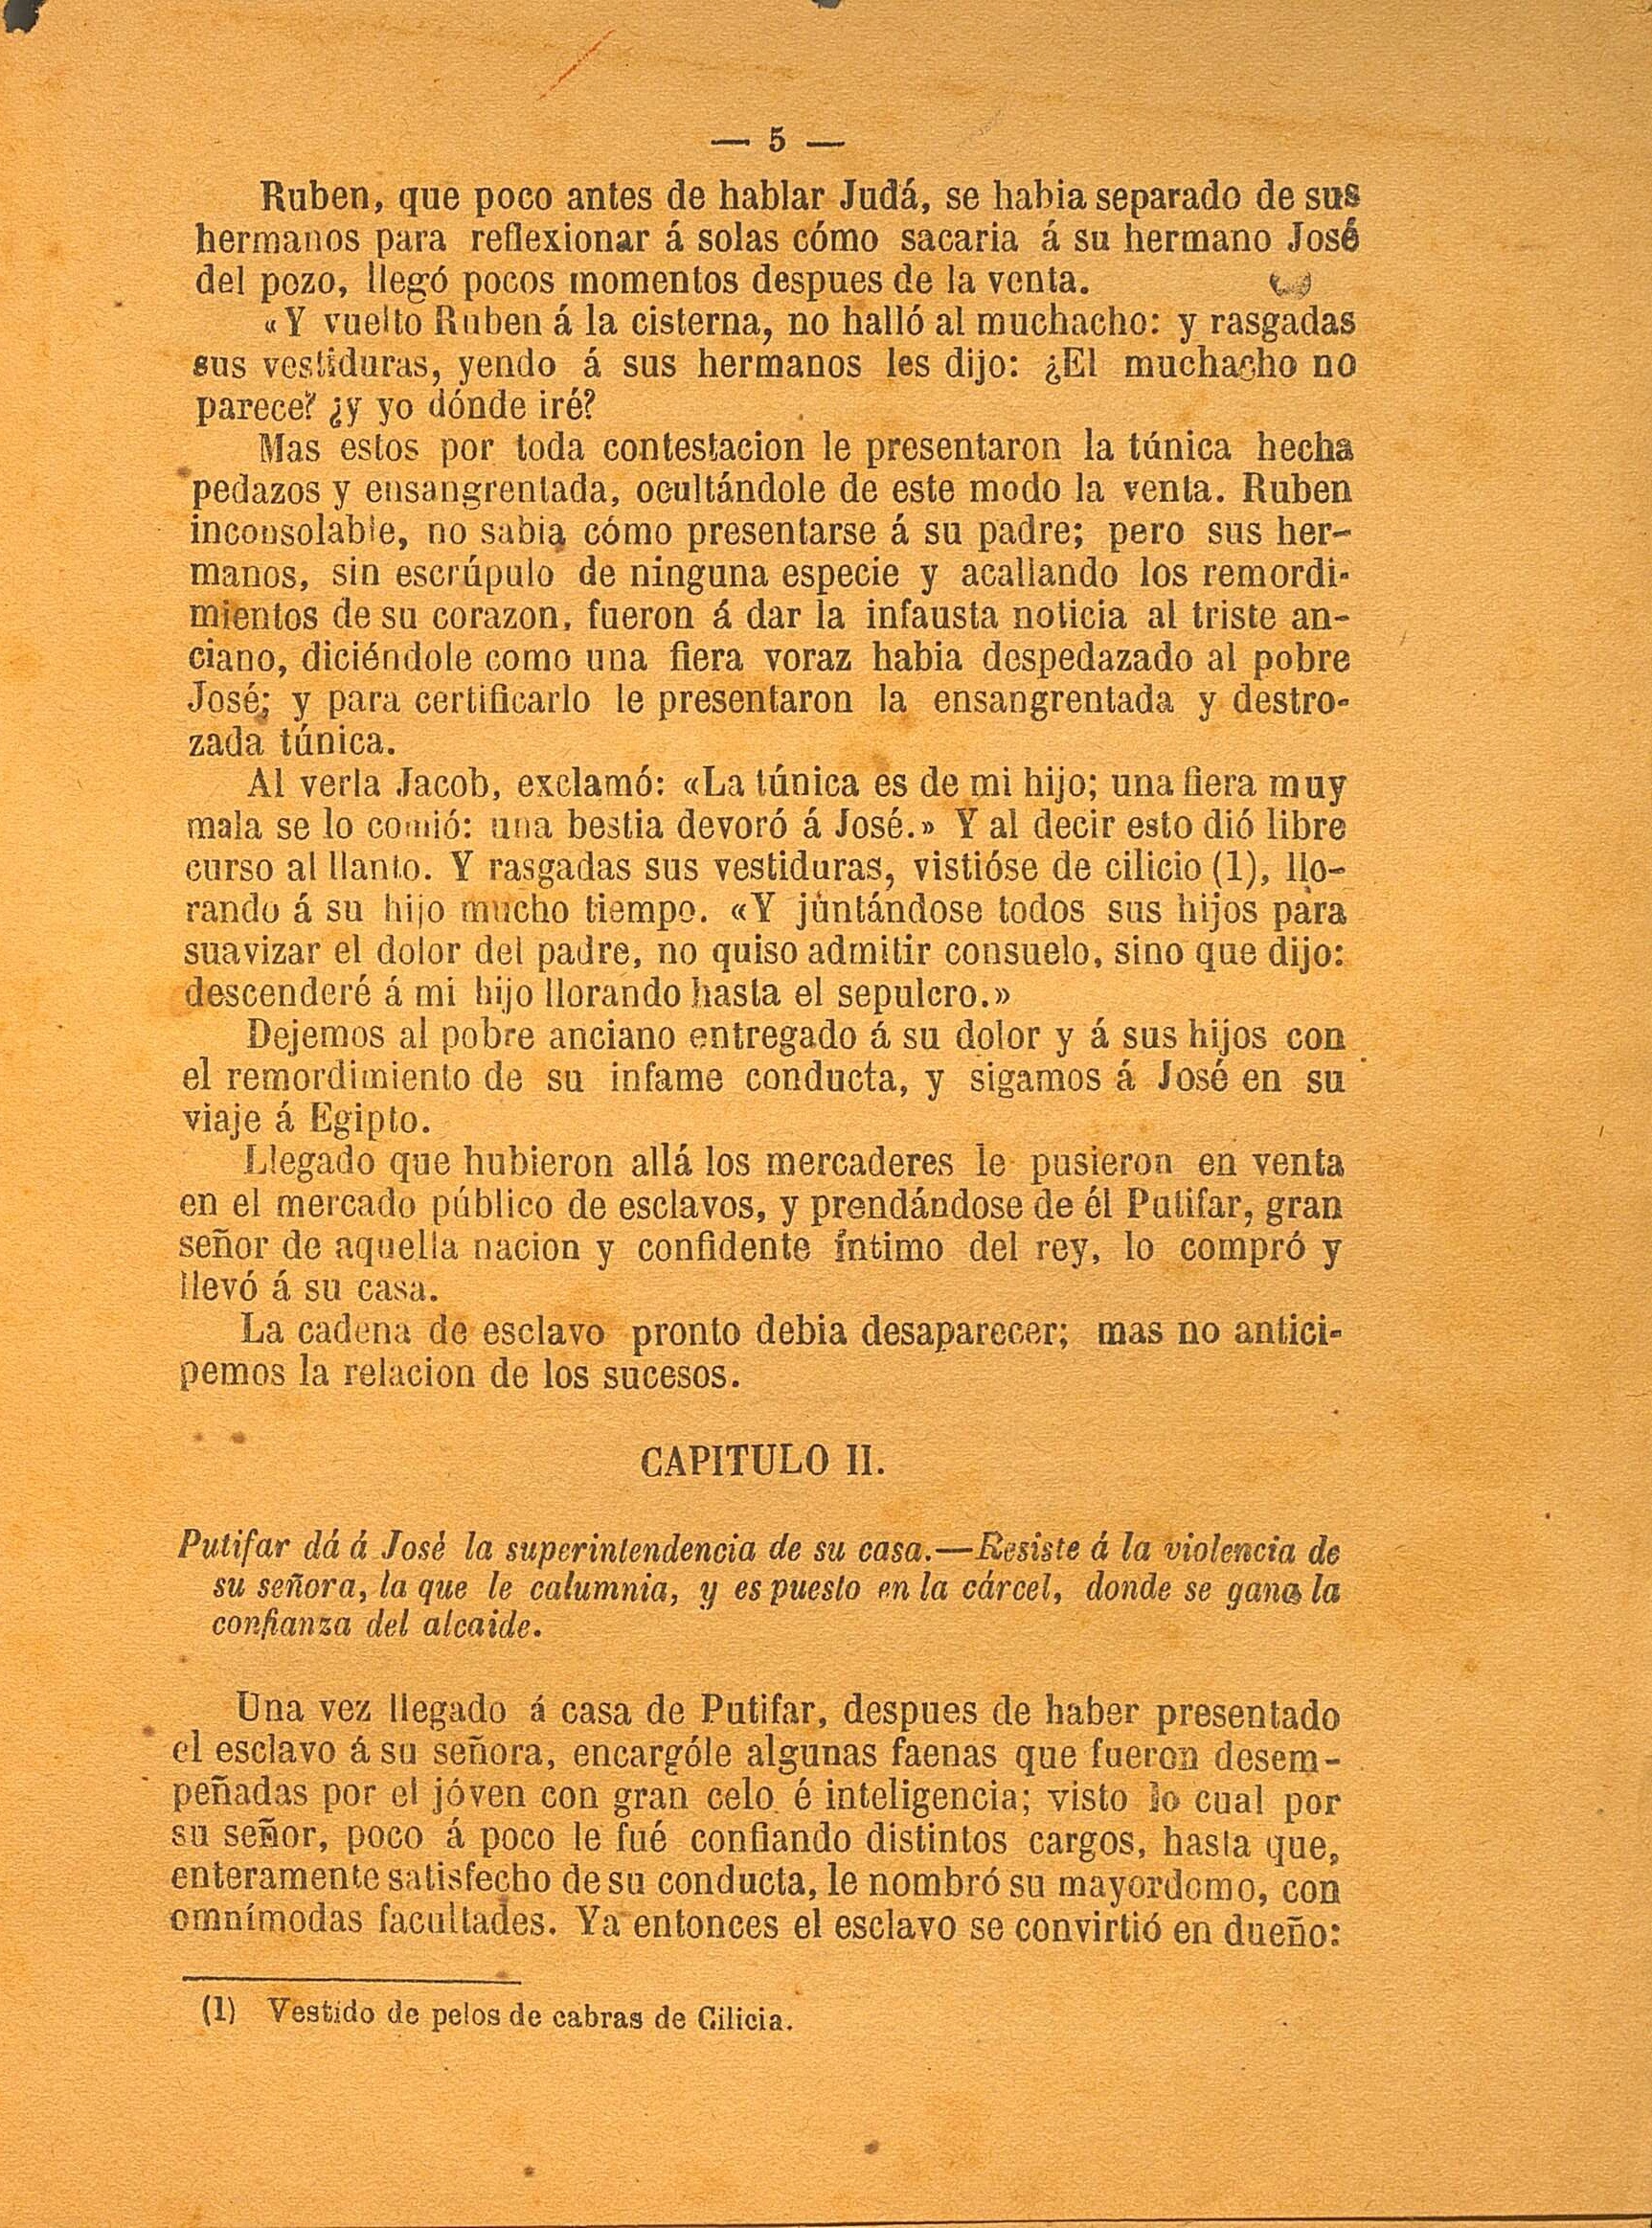 — 5 —
Ruben, que poco antes de hablar Judá, se habia separado de sus
hermanos para reflexionar á solas cómo sacaria á su hermano José
del pozo, llegó pocos momentos despues de la venta.
«Y vuelto Ruben á la cisterna, no halló al muchacho: y rasgadas
sus vestiduras, yendo á sus hermanos les dijo: ¿El muchacho no
parece? ¿y yo dónde iré?
Mas estos por toda contestacion le presentaron la túnica hecha
pedazos y ensangrentada, ocultándole de este modo la venta. Ruben
inconsolable, no sabia cómo presentarse á su padre; pero sus her-
manos, sin escrúpulo de ninguna especie y acallando los remordi-
mientos de su corazon, fueron á dar la infausta noticia al triste an-
ciano, diciéndole como una fiera voraz habia despedazado al pobre
José; y para certificarlo le presentaron la ensangrentada y destro-
zada túnica.
Al verla Jacob, exclamó: «La túnica es de mi hijo; una fiera muy
mala se lo comió: una bestia devoró á José.» Y al decir esto dió libre
curso al llanto. Y rasgadas sus vestiduras, vistióse de cilicio (1), llo-
rando á su hijo mucho tiempo. «Y juntándose todos sus hijos para
suavizar el dolor del padre, no quiso admitir consuelo, sino que dijo:
descenderé á mi hijo llorando hasta el sepulcro.»
Dejemos al pobre anciano entregado á su dolor y á sus hijos con
el remordimiento de su infame conducta, y sigamos á José en su
viaje á Egipto.
Llegado que hubieron allá los mercaderes le pusieron en venta
en el mercado público de esclavos, y prendándose de él Putifar, gran
señor de aquella nacion y confidente íntimo del rey, lo compró y
llevó á su casa.
La cadena de esclavo pronto debia desaparecer; mas no antici-
pemos la relacion de los sucesos.
CAPITULO II.
Putifar dá á José la superintendencia de su casa.—Resiste á la violencia de
su señora, la que le calumnia, y es puesto en la cárcel, donde se gana la
confianza del alcaide.
Una vez llegado á casa de Putifar, despues de haber presentado
el esclavo á su señora, encargóle algunas faenas que fueron desem-
peñadas por el jóven con gran celo é inteligencia; visto lo cual por
su señor, poco á poco le fué confiando distintos cargos, hasta que,
enteramente satisfecho de su conducta, le nombró su mayordomo, con
omnímodas facultades. Ya entonces el esclavo se convirtió en dueño:
(1) Vestido de pelos de cabras de Cilicia.